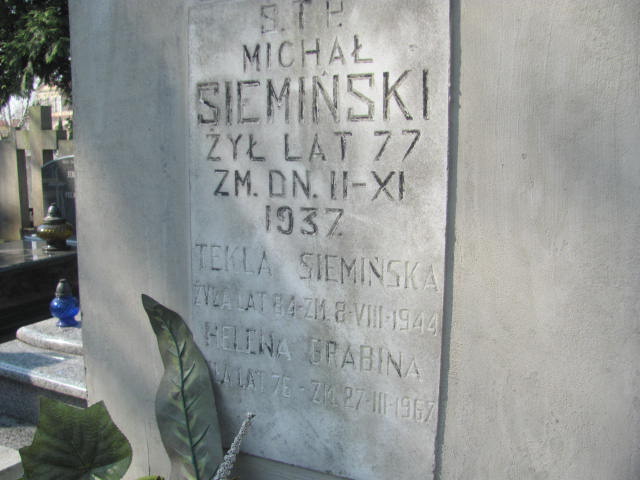 Ś.T.P.
MICHAŁ
SIEMIŃSKI
ŻYŁ LAT 77
ZM. DN. 11-XI
1937
TEKLA SIEMIŃSKA
ŻYŁA LAT 84-ZM. 8-VIII-1944
HELENA GRABINA
LAT 76 - ZM. 27-III-1967